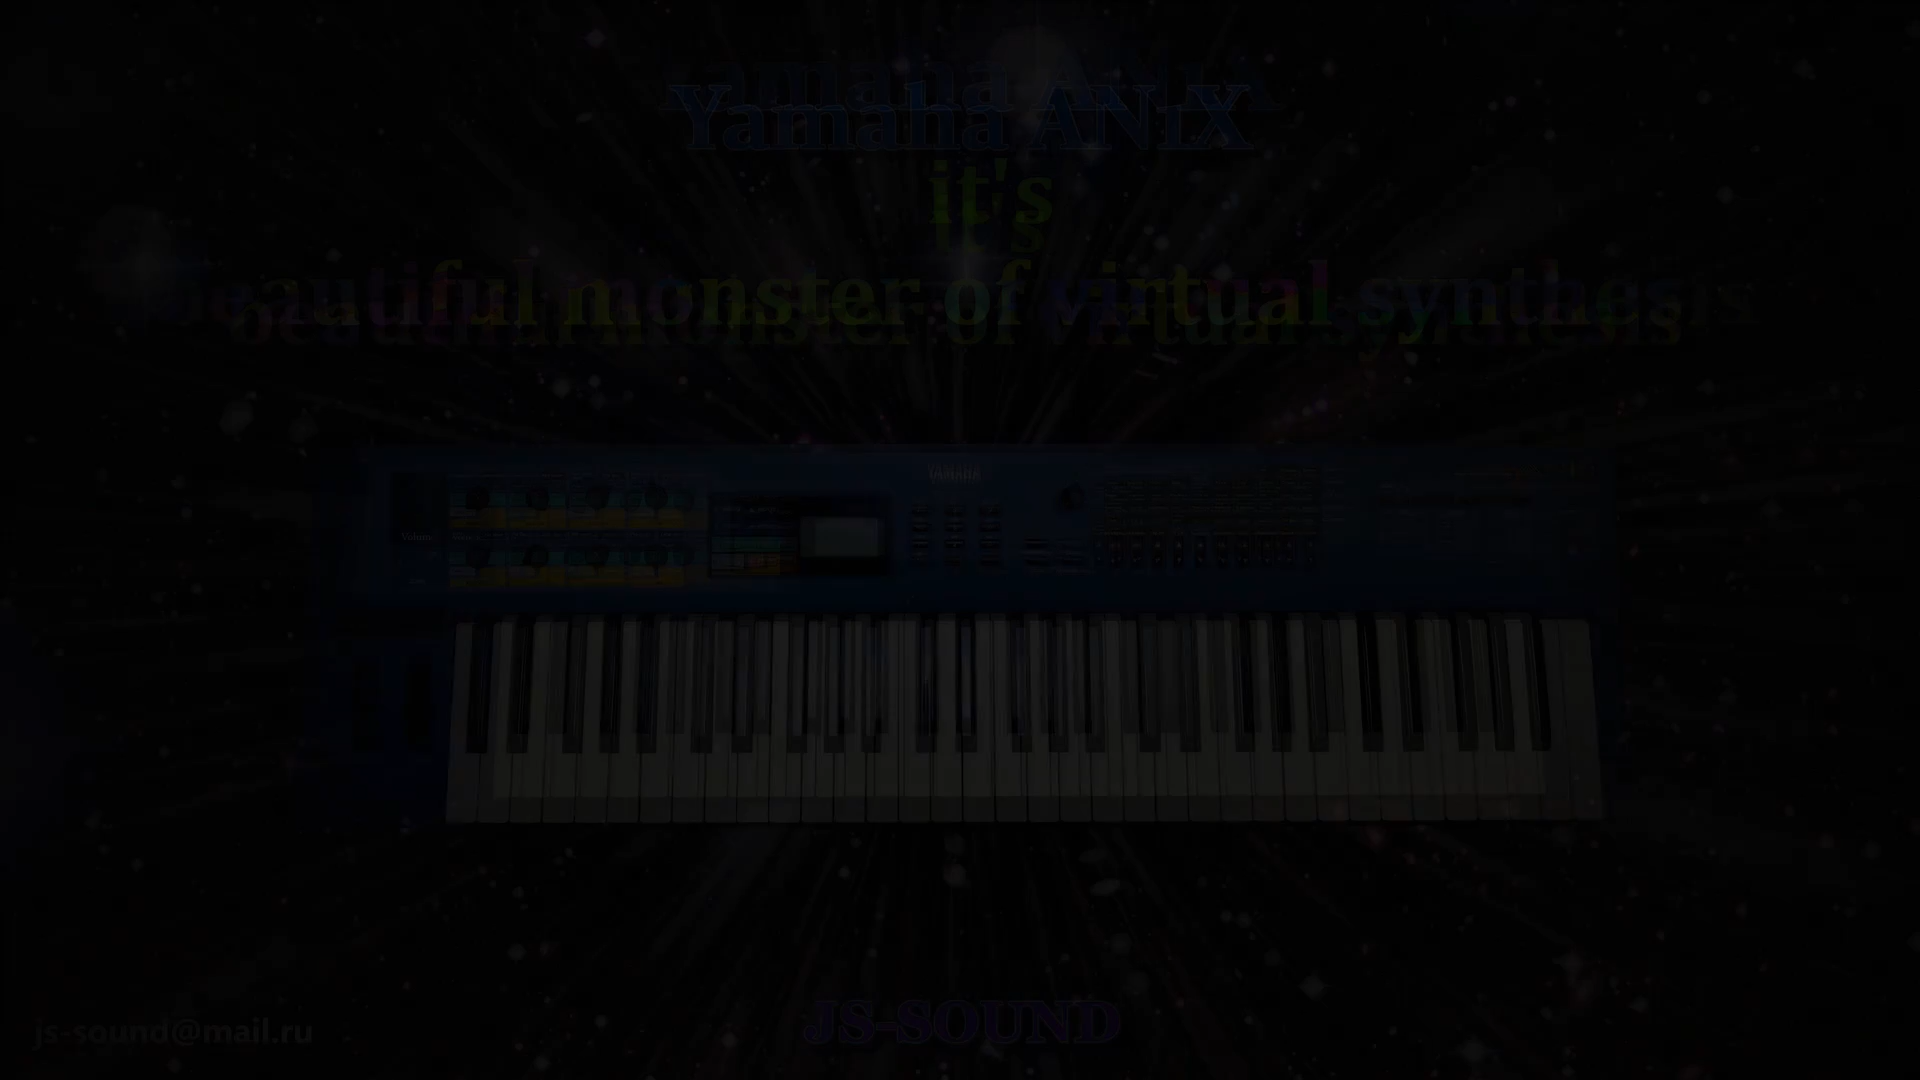 Yamaha AN1X
it's
beautiful monster of virtual synthesis
YAMAHA
Volume
JS-SOUND
js-sound@mail.ru